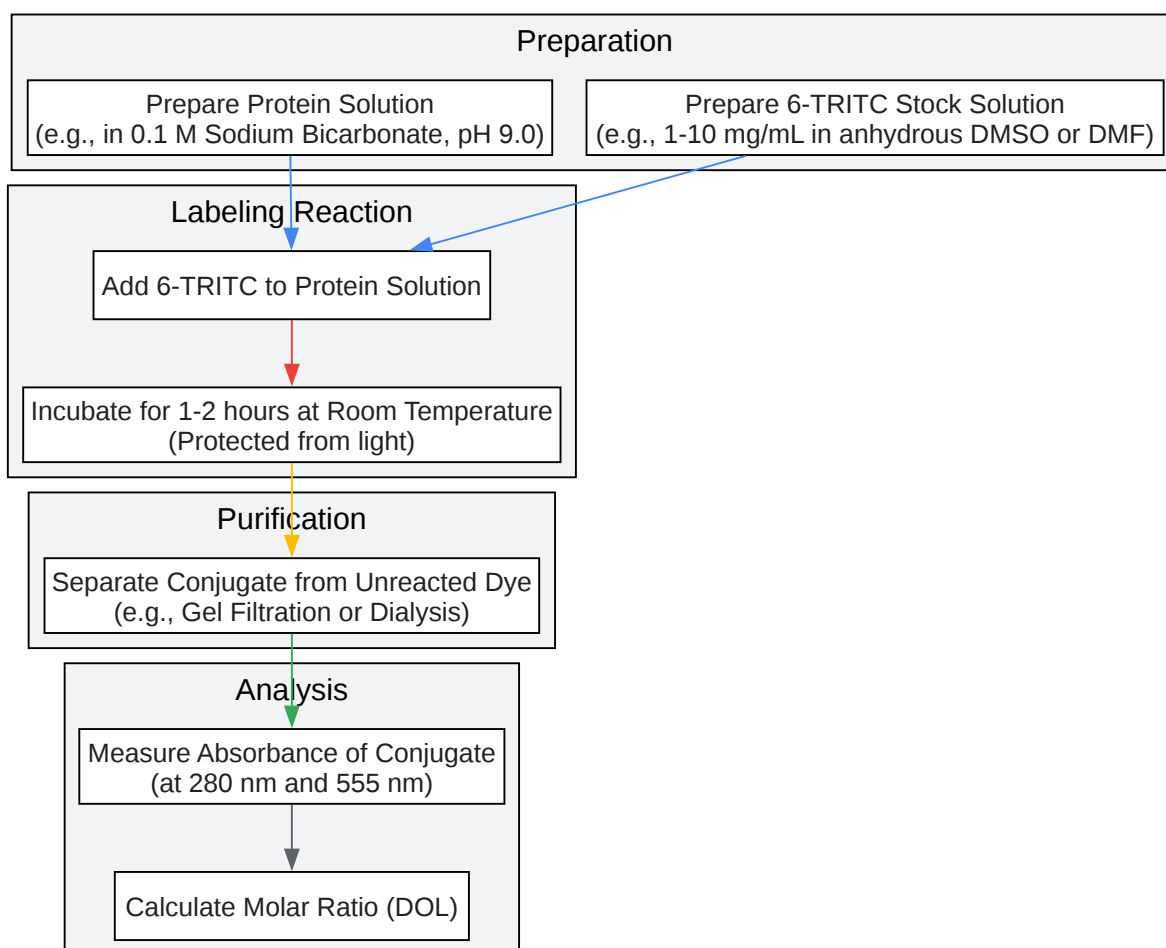 Preparation
Prepare Protein Solution
(e.g., in 0.1 M Sodium Bicarbonate, pH 9.0)
Prepare 6-TRITC Stock Solution
(e.g., 1-10 mg/mL in anhydrous DMSO or DMF)
Labeling Reaction
Add 6-TRITC to Protein Solution
Incubate for 1-2 hours at Room Temperature
(Protected from light)
Purification
Separate Conjugate from Unreacted Dye
(e.g., Gel Filtration or Dialysis)
Analysis
Measure Absorbance of Conjugate
(at 280 nm and 555 nm)
Calculate Molar Ratio (DOL)